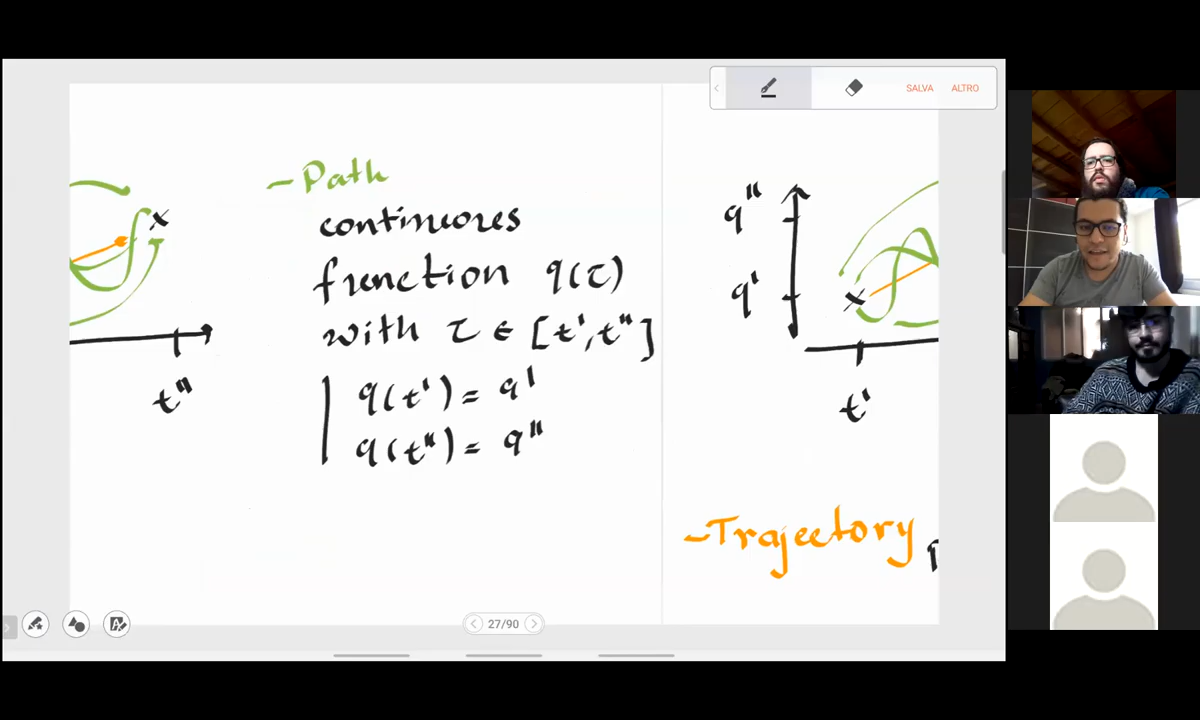 SALVA ALTRO
- Path
continuous
function q(τ)
with τ ∈ [t', t"]
q(t') = q'
q(t") = q"
t"
q"
q'
t'
- Trajectory
27/90